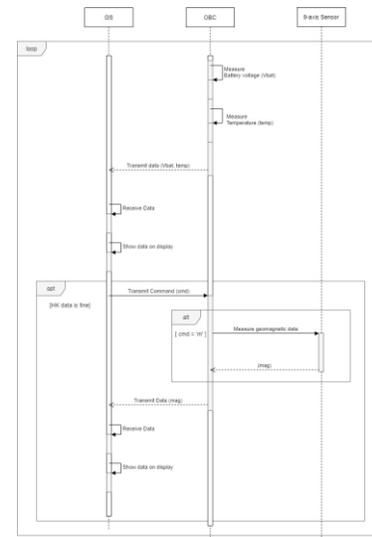 GS
OBC
9-axis Sensor
loop
Measure
Battery voltage (Vbat)
Measure
Temperature (temp)
Transmit data (Vbat, temp)
Receive Data
Show data on display
opt
Transmit Command (cmd)
[HK data is fine]
alt
[ cmd = 'm' ]
Measure geomagnetic data
(mag)
Transmit Data (mag)
Receive Data
Show data on display